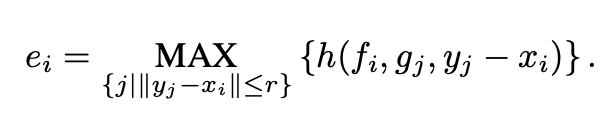 e_i = MAX_{\{j | \|y_j - x_i\| \leq r\}} \{h(f_i, g_j, y_j - x_i)\}.